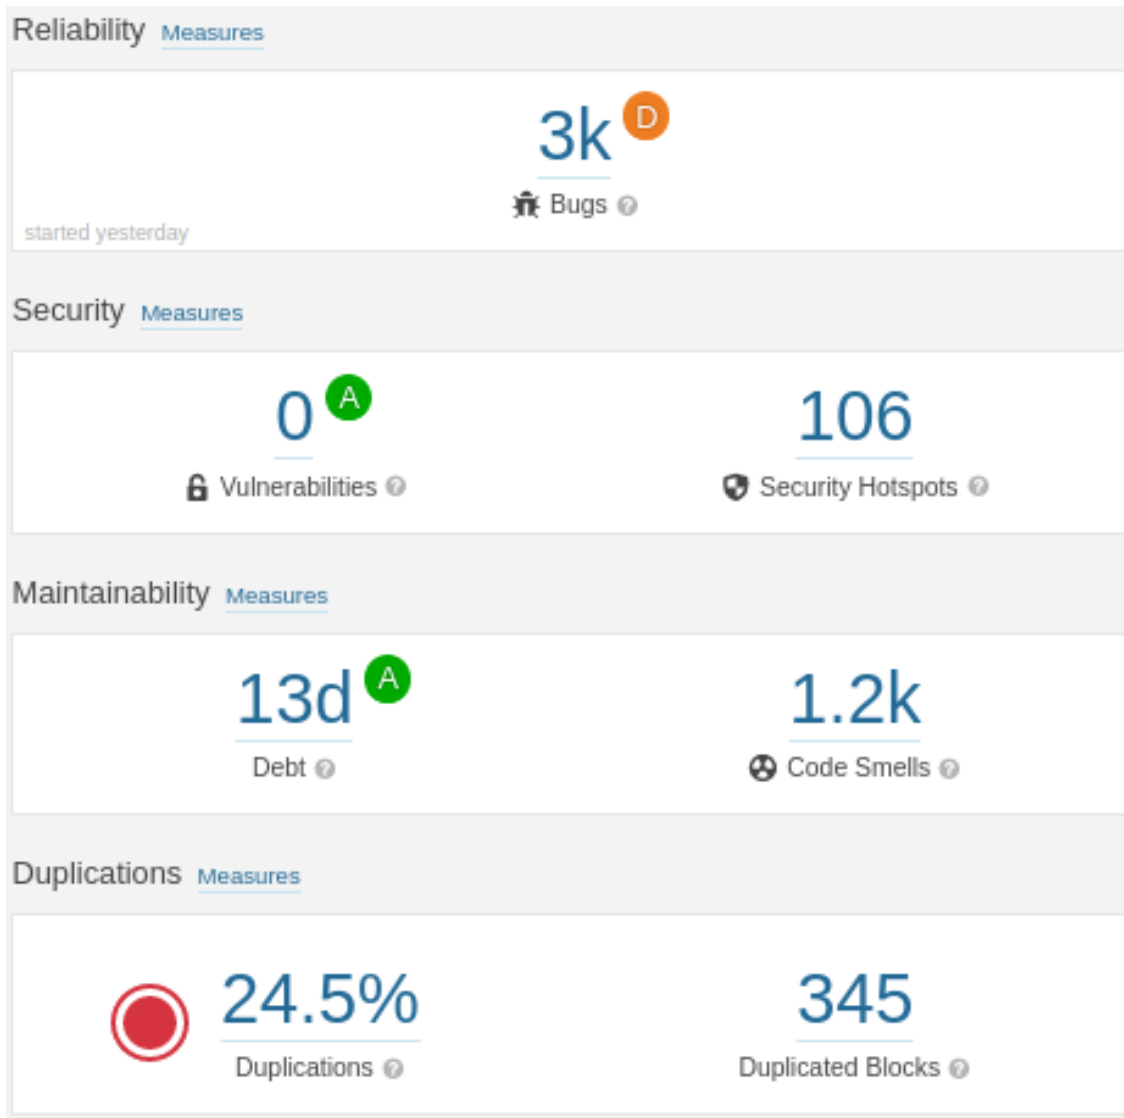 Reliability Measures
3k D
Bugs ?
started yesterday
Security Measures
0 A 106
Vulnerabilities ? Security Hotspots ?
Maintainability Measures
13d A 1.2k
Debt ? Code Smells ?
Duplications Measures
24.5% 345
Duplications ? Duplicated Blocks ?